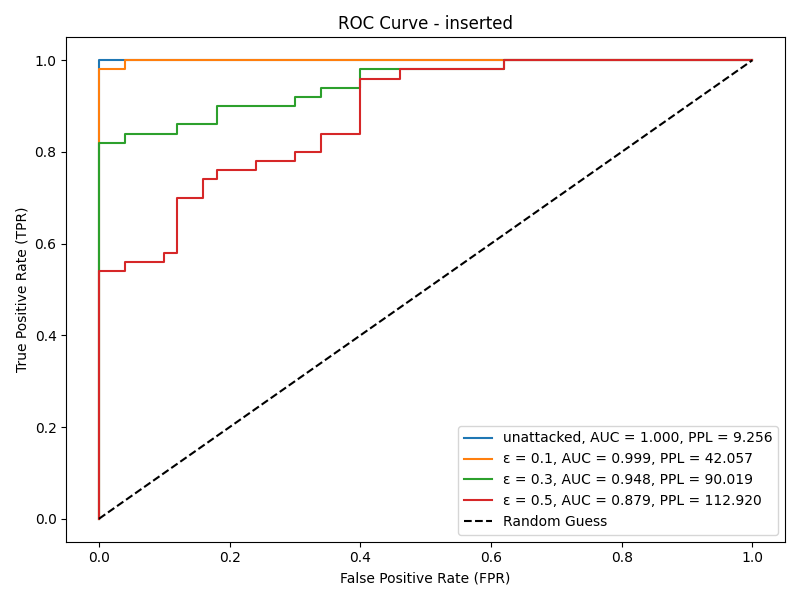 ROC Curve - inserted
True Positive Rate (TPR)
1.0
0.8
0.6
0.4
0.2
0.0
unattacked, AUC = 1.000, PPL = 9.256
ε = 0.1, AUC = 0.999, PPL = 42.057
ε = 0.3, AUC = 0.948, PPL = 90.019
ε = 0.5, AUC = 0.879, PPL = 112.920
Random Guess
0.0 0.2 0.4 0.6 0.8 1.0
False Positive Rate (FPR)